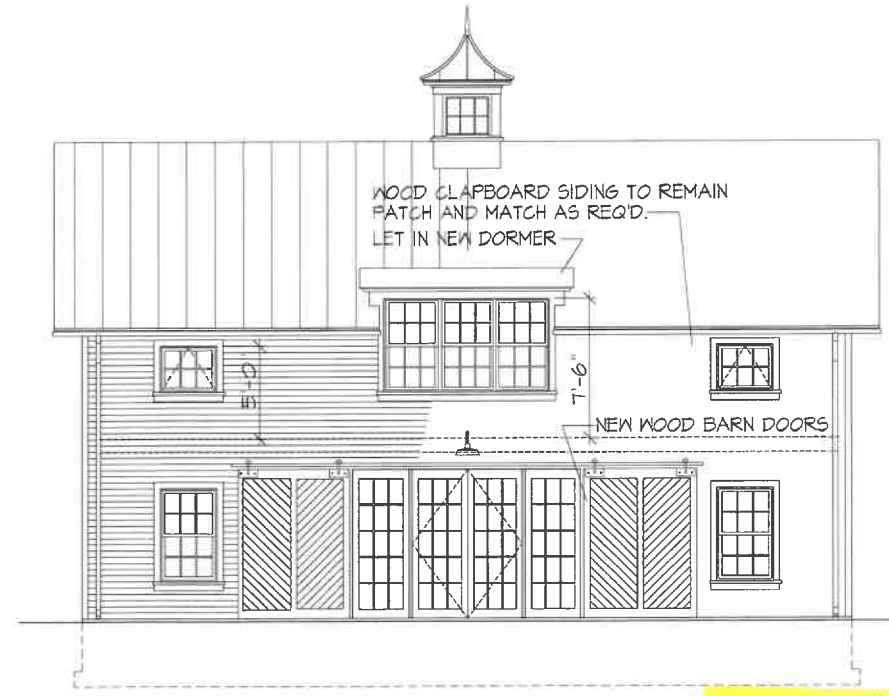 WOOD CLAPBOARD SIDING TO REMAIN
PATCH AND MATCH AS REQ'D.
LET IN NEW DORMER
5'-0"
7'-6"
NEW WOOD BARN DOORS